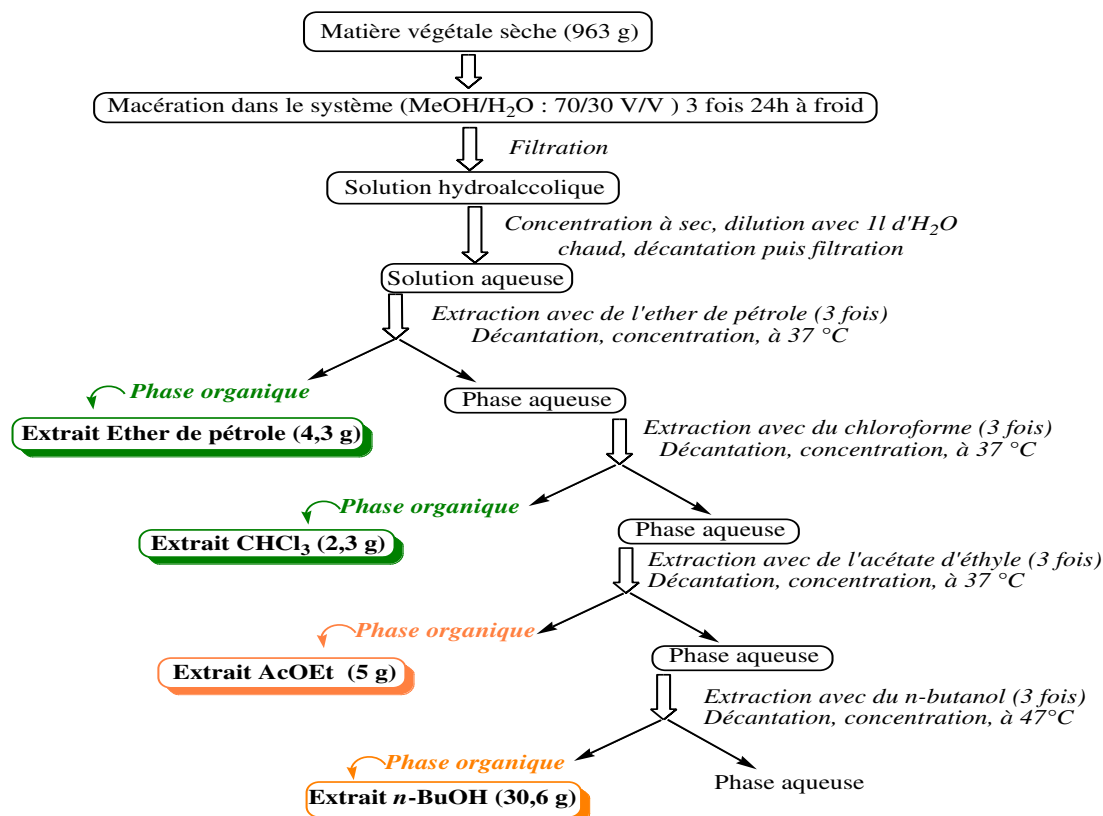 Matière végétale sèche (963 g)
Macération dans le système (MeOH/H₂O : 70/30 V/V ) 3 fois 24h à froid
Filtration
Solution hydroalccolique
Concentration à sec, dilution avec 1l d'H₂O
chaud, décantation puis filtration
Solution aqueuse
Extraction avec de l'ether de pétrole (3 fois)
Décantation, concentration, à 37 °C
Phase organique
Phase aqueuse
Extrait Ether de pétrole (4,3 g)
Extraction avec du chloroforme (3 fois)
Décantation, concentration, à 37 °C
Phase organique
Phase aqueuse
Extrait CHCl₃ (2,3 g)
Extraction avec de l'acétate d'éthyle (3 fois)
Décantation, concentration, à 37 °C
Phase organique
Phase aqueuse
Extrait AcOEt (5 g)
Extraction avec du n-butanol (3 fois)
Décantation, concentration, à 47°C
Phase organique
Phase aqueuse
Extrait n-BuOH (30,6 g)